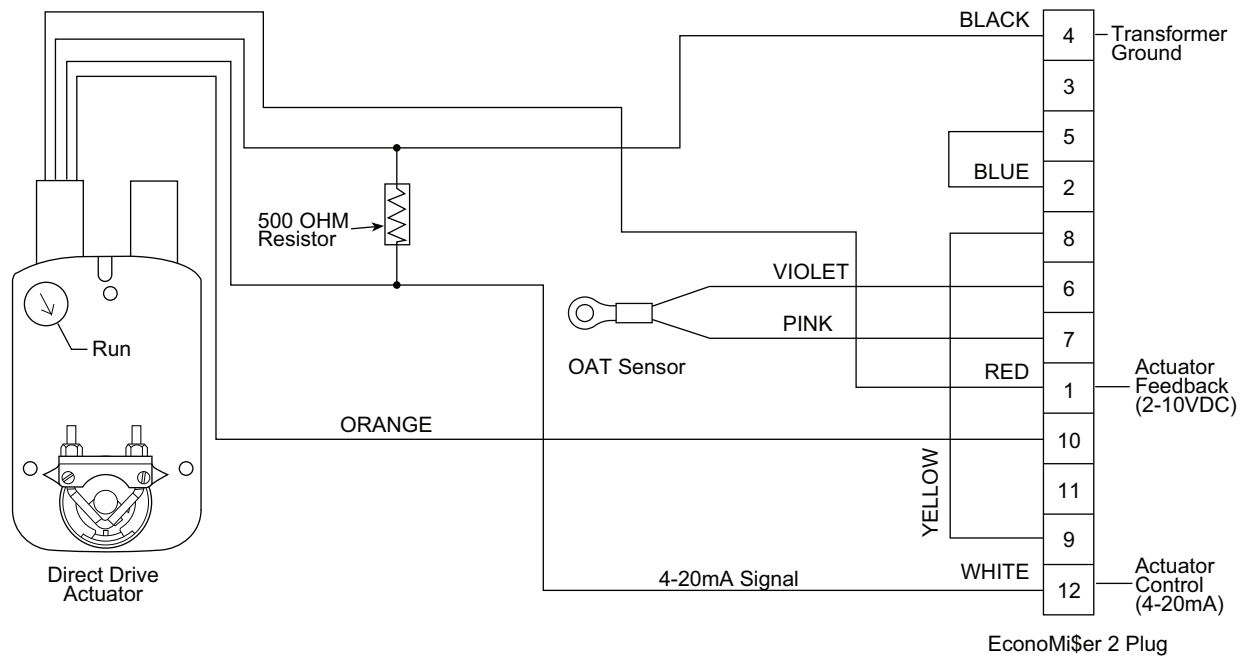 BLACK
4
Transformer
Ground
3
5
BLUE
2
500 OHM
Resistor
8
VIOLET
6
PINK
7
Run
OAT Sensor
RED
1
Actuator
Feedback
(2-10VDC)
ORANGE
10
YELLOW
11
9
Direct Drive
Actuator
4-20mA Signal
WHITE
12
Actuator
Control
(4-20mA)
EconoMi$er 2 Plug